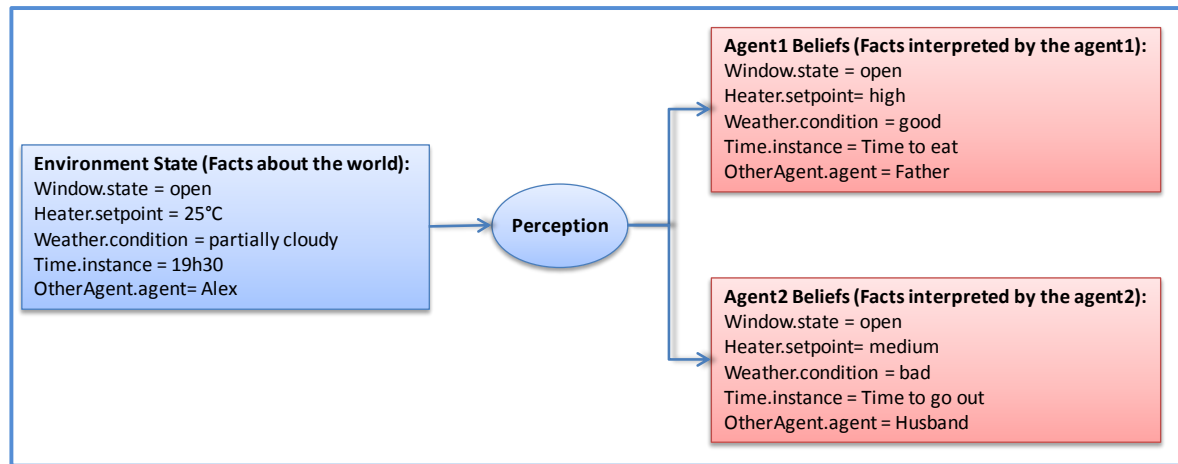 Environment State (Facts about the world):
Window.state = open
Heater.setpoint = 25°C
Weather.condition = partially cloudy
Time.instance = 19h30
OtherAgent.agent= Alex
Perception
Agent1 Beliefs (Facts interpreted by the agent1):
Window.state = open
Heater.setpoint= high
Weather.condition = good
Time.instance = Time to eat
OtherAgent.agent = Father
Agent2 Beliefs (Facts interpreted by the agent2):
Window.state = open
Heater.setpoint= medium
Weather.condition = bad
Time.instance = Time to go out
OtherAgent.agent = Husband